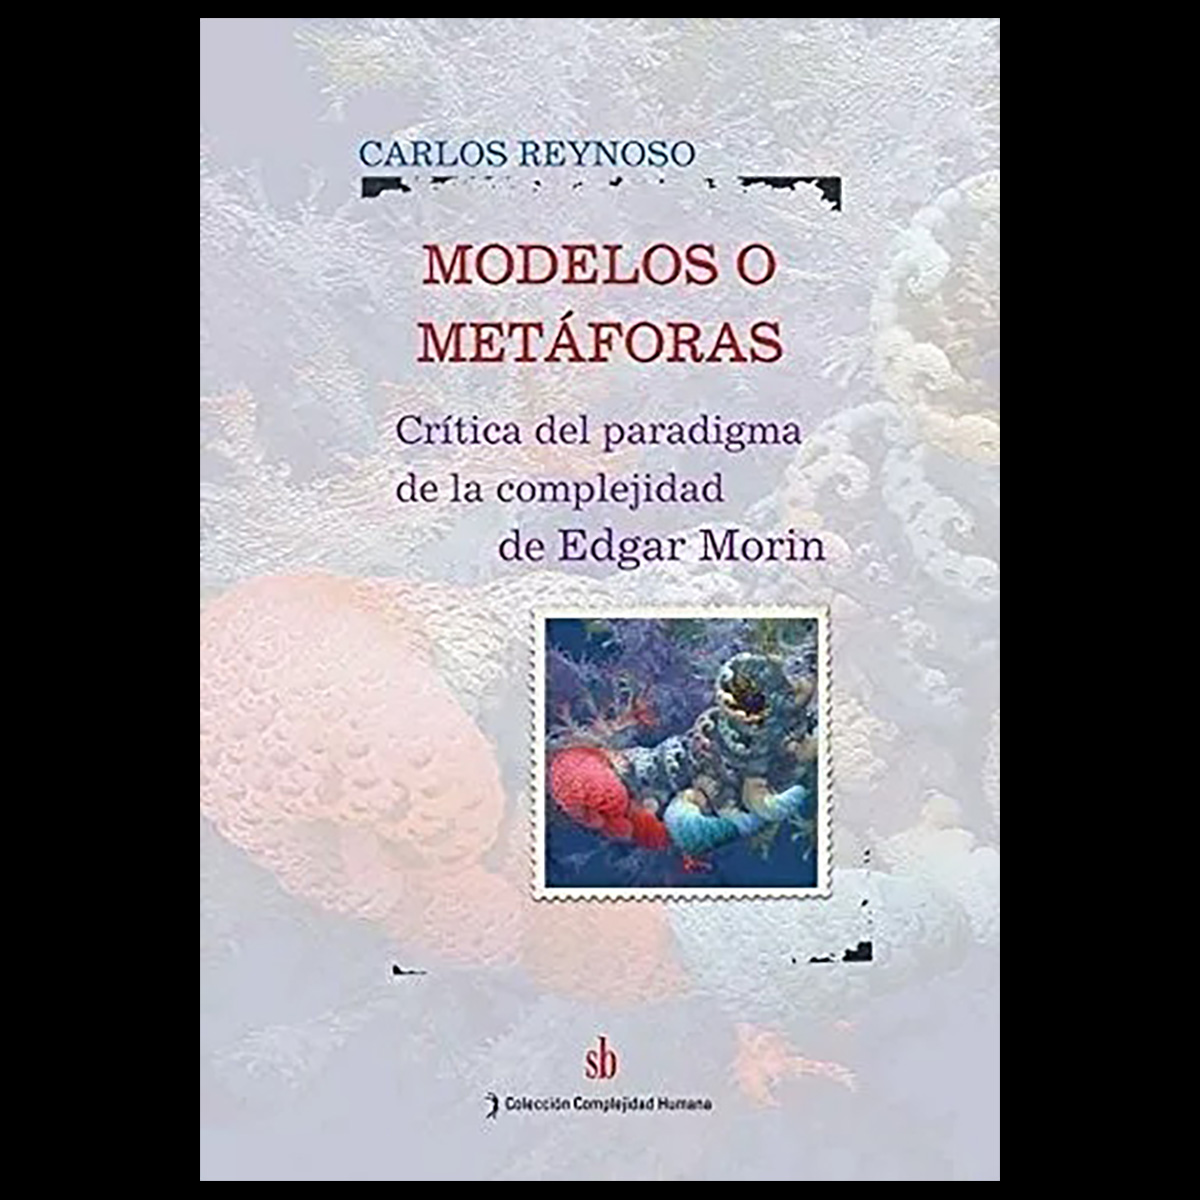 CARLOS REYNOSO
MODELOS O
METÁFORAS
Crítica del paradigma
de la complejidad
de Edgar Morin
sb
Colección Complejidad Humana